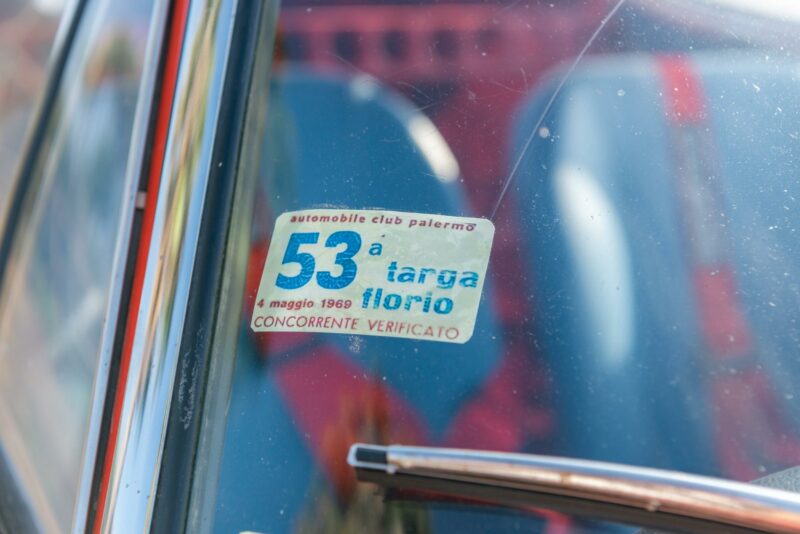 automobile club palermo
53a targa
4 maggio 1969 florio
CONCORRENTE VERIFICATO